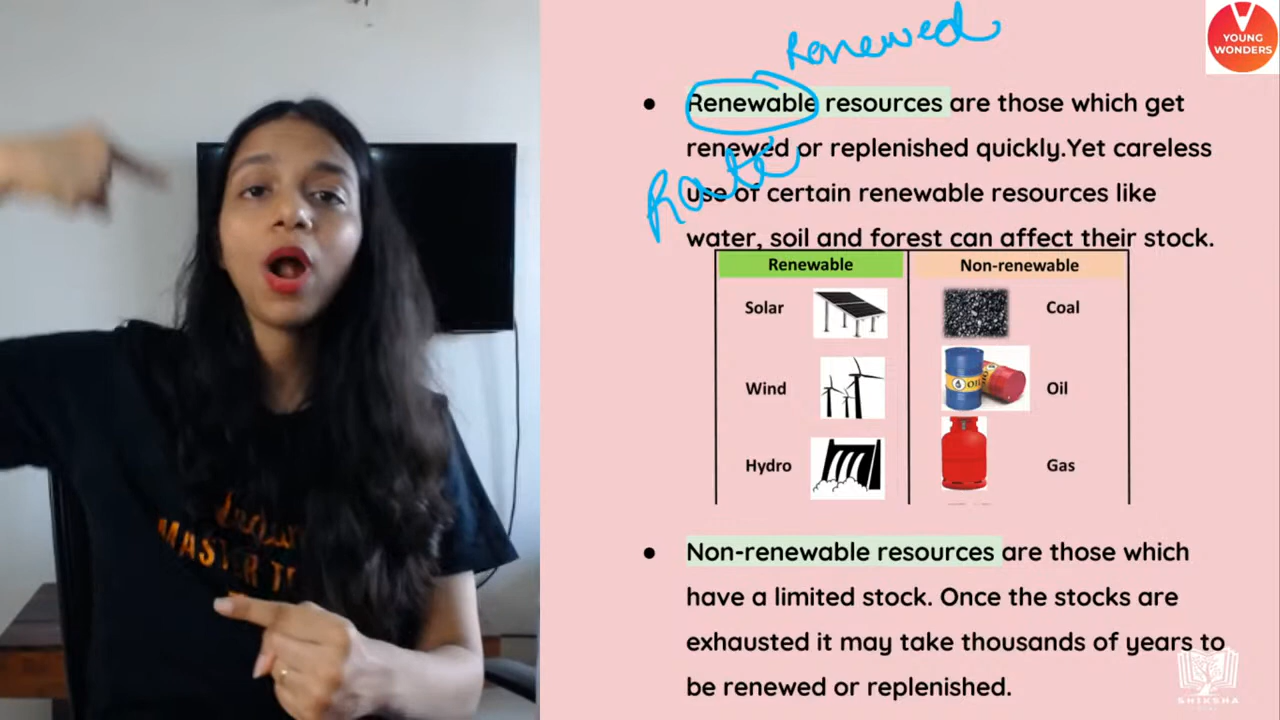 YOUNG
WONDERS
Renewed
● Renewable resources are those which get
renewed or replenished quickly.Yet careless
Rate
use of certain renewable resources like
water, soil and forest can affect their stock.
Renewable Non-renewable
Solar Coal
Wind OIL Oil
Hydro Gas
● Non-renewable resources are those which
have a limited stock. Once the stocks are
exhausted it may take thousands of years to
be renewed or replenished.
SHIKSHA